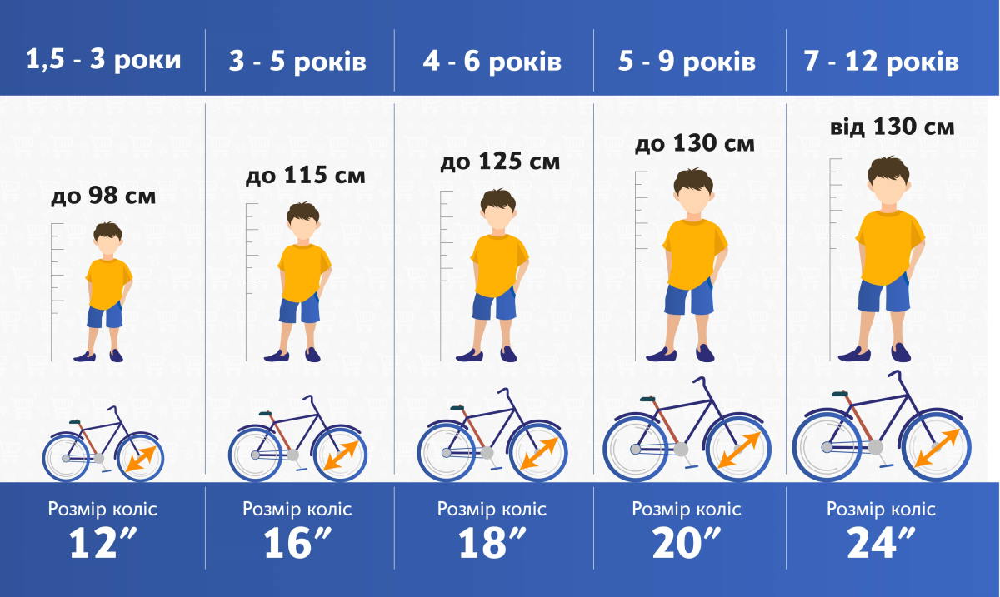 1,5 - 3 роки
3 - 5 років
4 - 6 років
5 - 9 років
7 - 12 років
до 98 см
до 115 см
до 125 см
до 130 см
від 130 см
Розмір коліс
12″
Розмір коліс
16″
Розмір коліс
18″
Розмір коліс
20″
Розмір коліс
24″